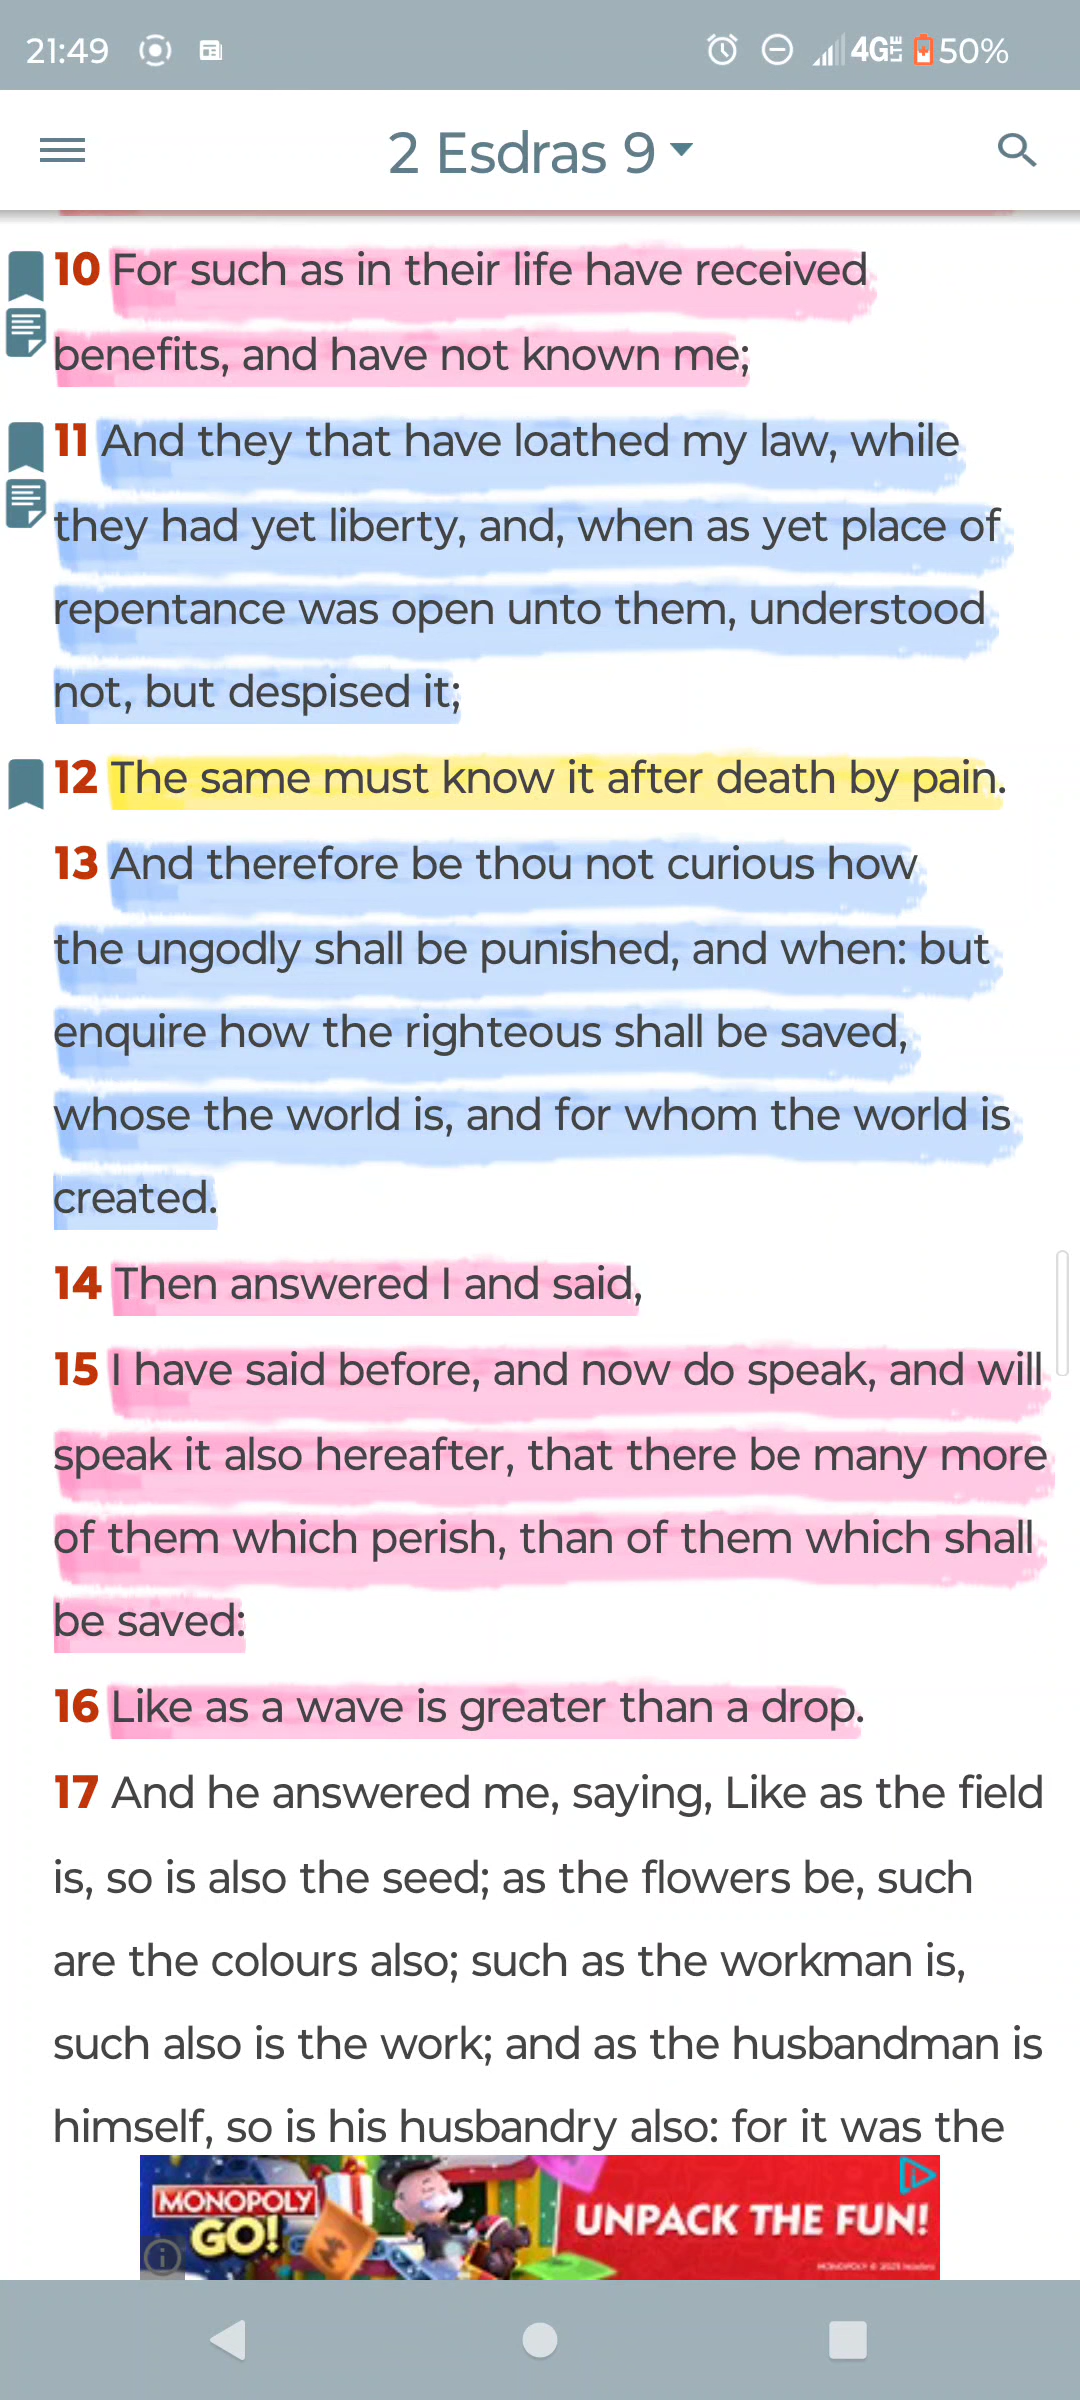 21:49 4G LTE 50%
2 Esdras 9
10 For such as in their life have received
benefits, and have not known me;
11 And they that have loathed my law, while
they had yet liberty, and, when as yet place of
repentance was open unto them, understood
not, but despised it;
12 The same must know it after death by pain.
13 And therefore be thou not curious how
the ungodly shall be punished, and when: but
enquire how the righteous shall be saved,
whose the world is, and for whom the world is
created.
14 Then answered I and said,
15 I have said before, and now do speak, and will
speak it also hereafter, that there be many more
of them which perish, than of them which shall
be saved:
16 Like as a wave is greater than a drop.
17 And he answered me, saying, Like as the field
is, so is also the seed; as the flowers be, such
are the colours also; such as the workman is,
such also is the work; and as the husbandman is
himself, so is his husbandry also: for it was the
MONOPOLY
GO!
UNPACK THE FUN!